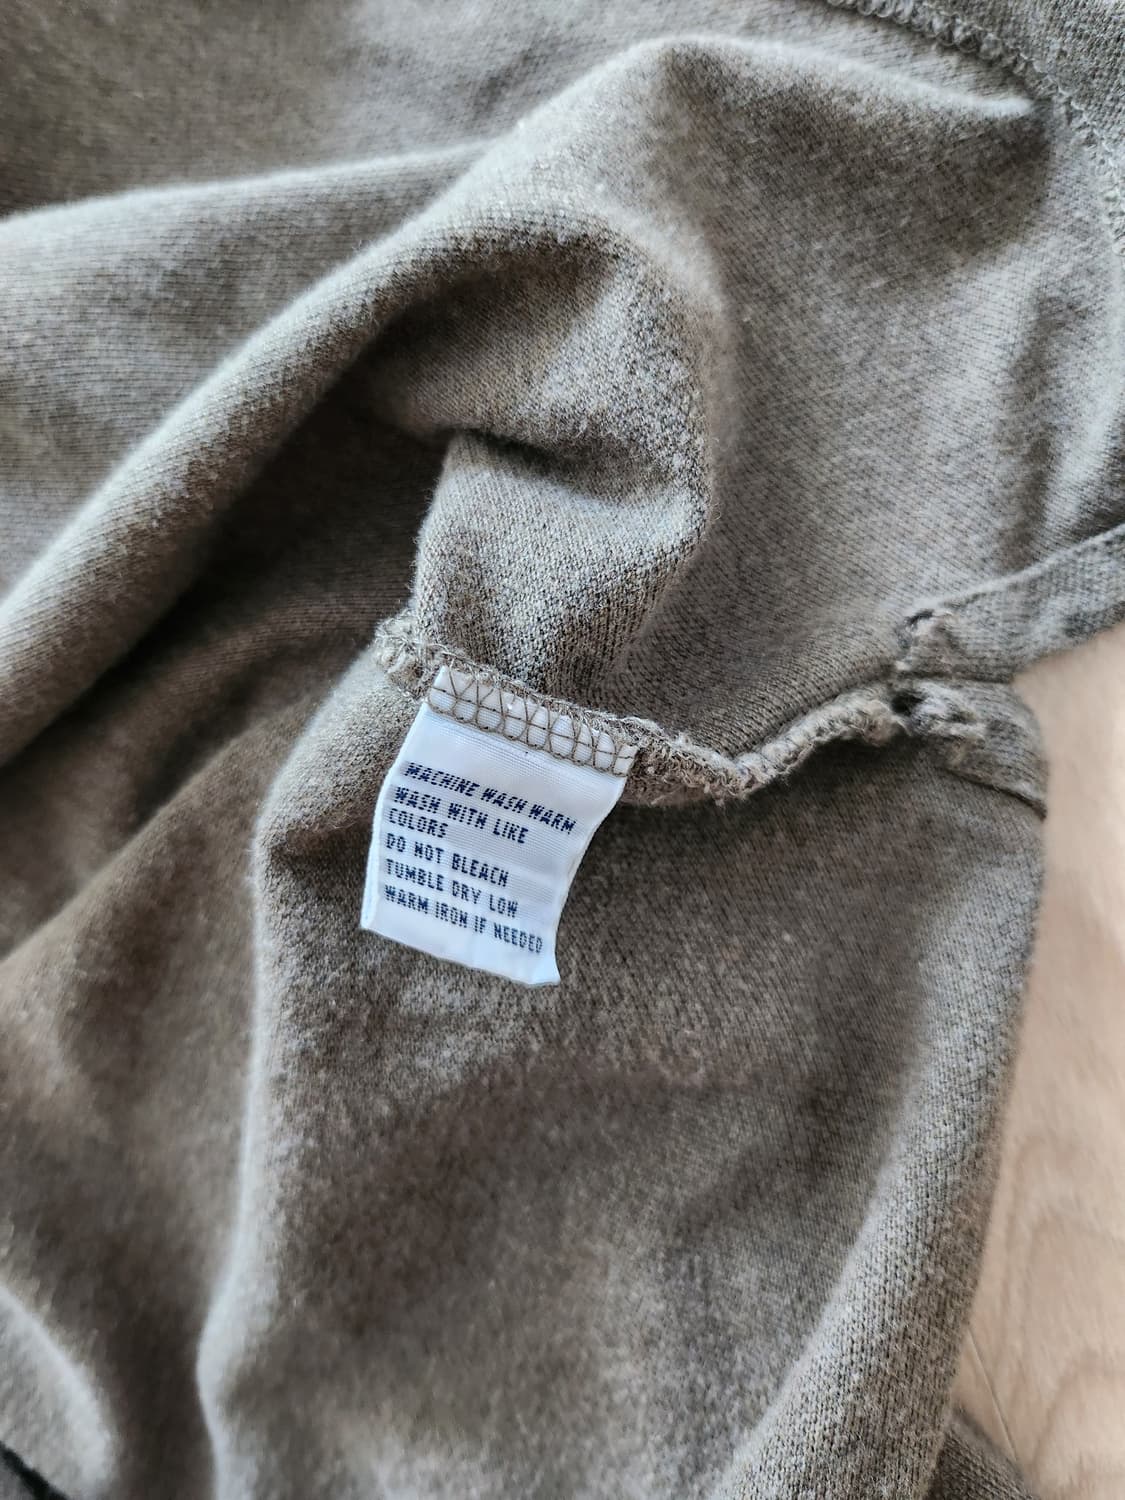 MACHINE WASH WARM
WASH WITH LIKE
COLORS
DO NOT BLEACH
TUMBLE DRY LOW
WARM IRON IF NEEDED